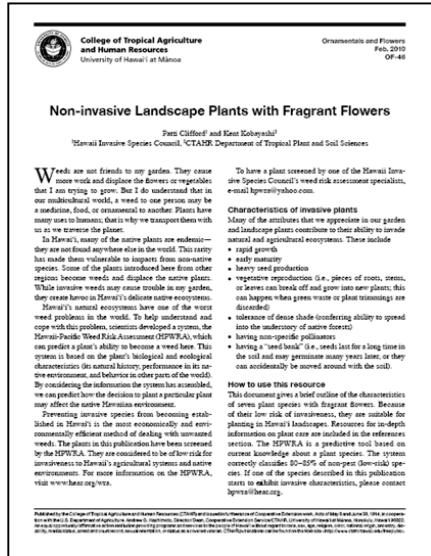 College of Tropical Agriculture
and Human Resources
University of Hawai‘i at Mānoa
Ornamentals and Flowers
Feb. 2010
OF-46
Non-invasive Landscape Plants with Fragrant Flowers
Patti Clifford¹ and Kent Kobayashi²
¹Hawaii Invasive Species Council, ²CTAHR Department of Tropical Plant and Soil Sciences
Weeds are not friends to my garden. They cause
more work and displace the flowers or vegetables
that I am trying to grow. But I do understand that in
our multicultural world, a weed to one person may be
a medicine, food, or ornamental to another. Plants have
many uses to humans; that is why we transport them with
us as we traverse the planet.
In Hawai‘i, many of the native plants are endemic—
they are not found anywhere else in the world. This rarity
has made them vulnerable to impacts from non-native
species. Some of the plants introduced here from other
regions become weeds and displace the native plants.
While invasive weeds may cause trouble in my garden,
they create havoc in Hawai‘i’s delicate native ecosystems.
Hawai‘i’s natural ecosystems have one of the worst
weed problems in the world. To help understand and
cope with this problem, scientists developed a system, the
Hawaii-Pacific Weed Risk Assessment (HPWRA), which
can predict a plant’s ability to become a weed here. This
system is based on the plant’s biological and ecological
characteristics (its natural history, performance in its na-
tive environment, and behavior in other parts of the world).
By considering the information the system has assembled,
we can predict how the decision to plant a particular plant
may affect the native Hawaiian environment.
Preventing invasive species from becoming estab-
lished in Hawai‘i is the most economically and envi-
ronmentally efficient method of dealing with unwanted
weeds. The plants in this publication have been screened
by the HPWRA. They are considered to be of low risk for
invasiveness to Hawai‘i’s agricultural systems and native
environments. For more information on the HPWRA,
visit www.hear.org/wra.
To have a plant screened by one of the Hawaii Inva-
sive Species Council’s weed risk assessment specialists,
e-mail hpwra@yahoo.com.
Characteristics of invasive plants
Many of the attributes that we appreciate in our garden
and landscape plants contribute to their ability to invade
natural and agricultural ecosystems. These include
• rapid growth
• early maturity
• heavy seed production
• vegetative reproduction (i.e., pieces of roots, stems,
or leaves can break off and grow into new plants; this
can happen when green waste or plant trimmings are
discarded)
• tolerance of dense shade (conferring ability to spread
into the understory of native forests)
• having non-specific pollinators
• having a “seed bank” (i.e., seeds last for a long time in
the soil and may germinate many years later, or they
can accidentally be moved around with the soil).
How to use this resource
This document gives a brief outline of the characteristics
of seven plant species with fragrant flowers. Because
of their low risk of invasiveness, they are suitable for
planting in Hawai‘i landscapes. Resources for in-depth
information on plant care are included in the references
section. The HPWRA is a predictive tool based on
current knowledge about a plant species. The system
correctly classifies 80–85% of non-pest (low-risk) spe-
cies. If one of the species described in this publication
starts to exhibit invasive characteristics, please contact
hpwra@hear.org.